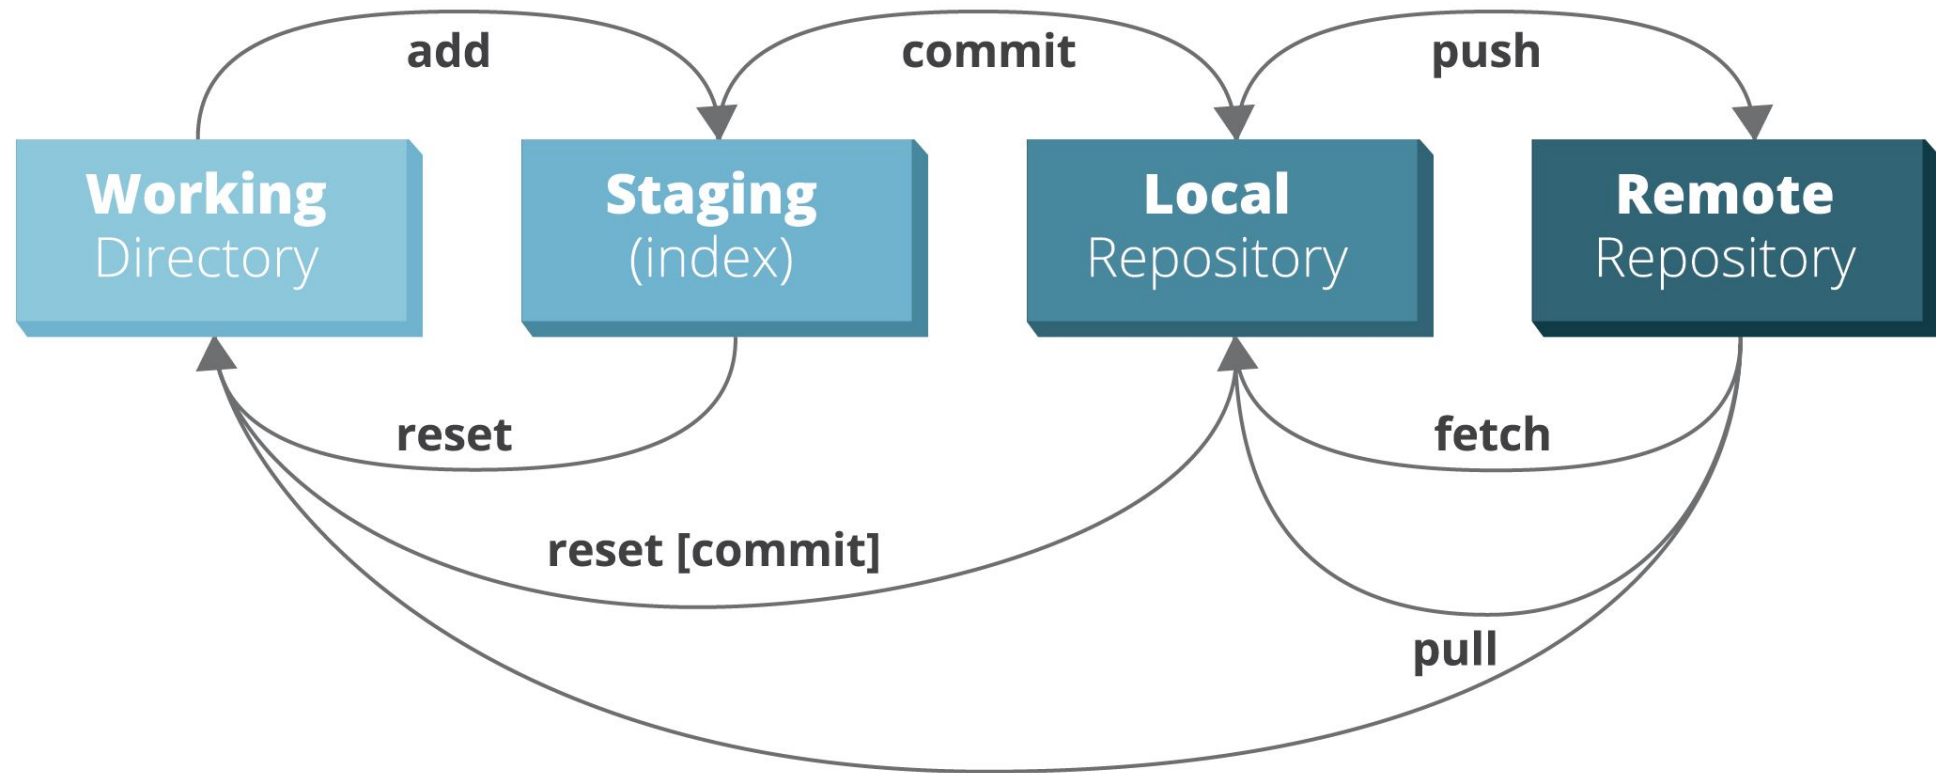 add
commit
push
Working
Directory
Staging
(index)
Local
Repository
Remote
Repository
reset
fetch
reset [commit]
pull